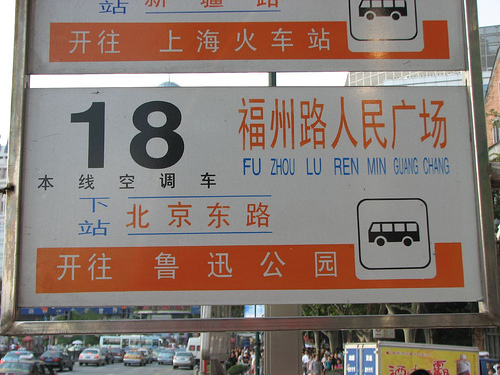 站 新疆路
开往 上海火车站
18 福州路人民广场
FU ZHOU LU REN MIN GUANG CHANG
本线空调车
下站 北京东路
开往 鲁迅公园